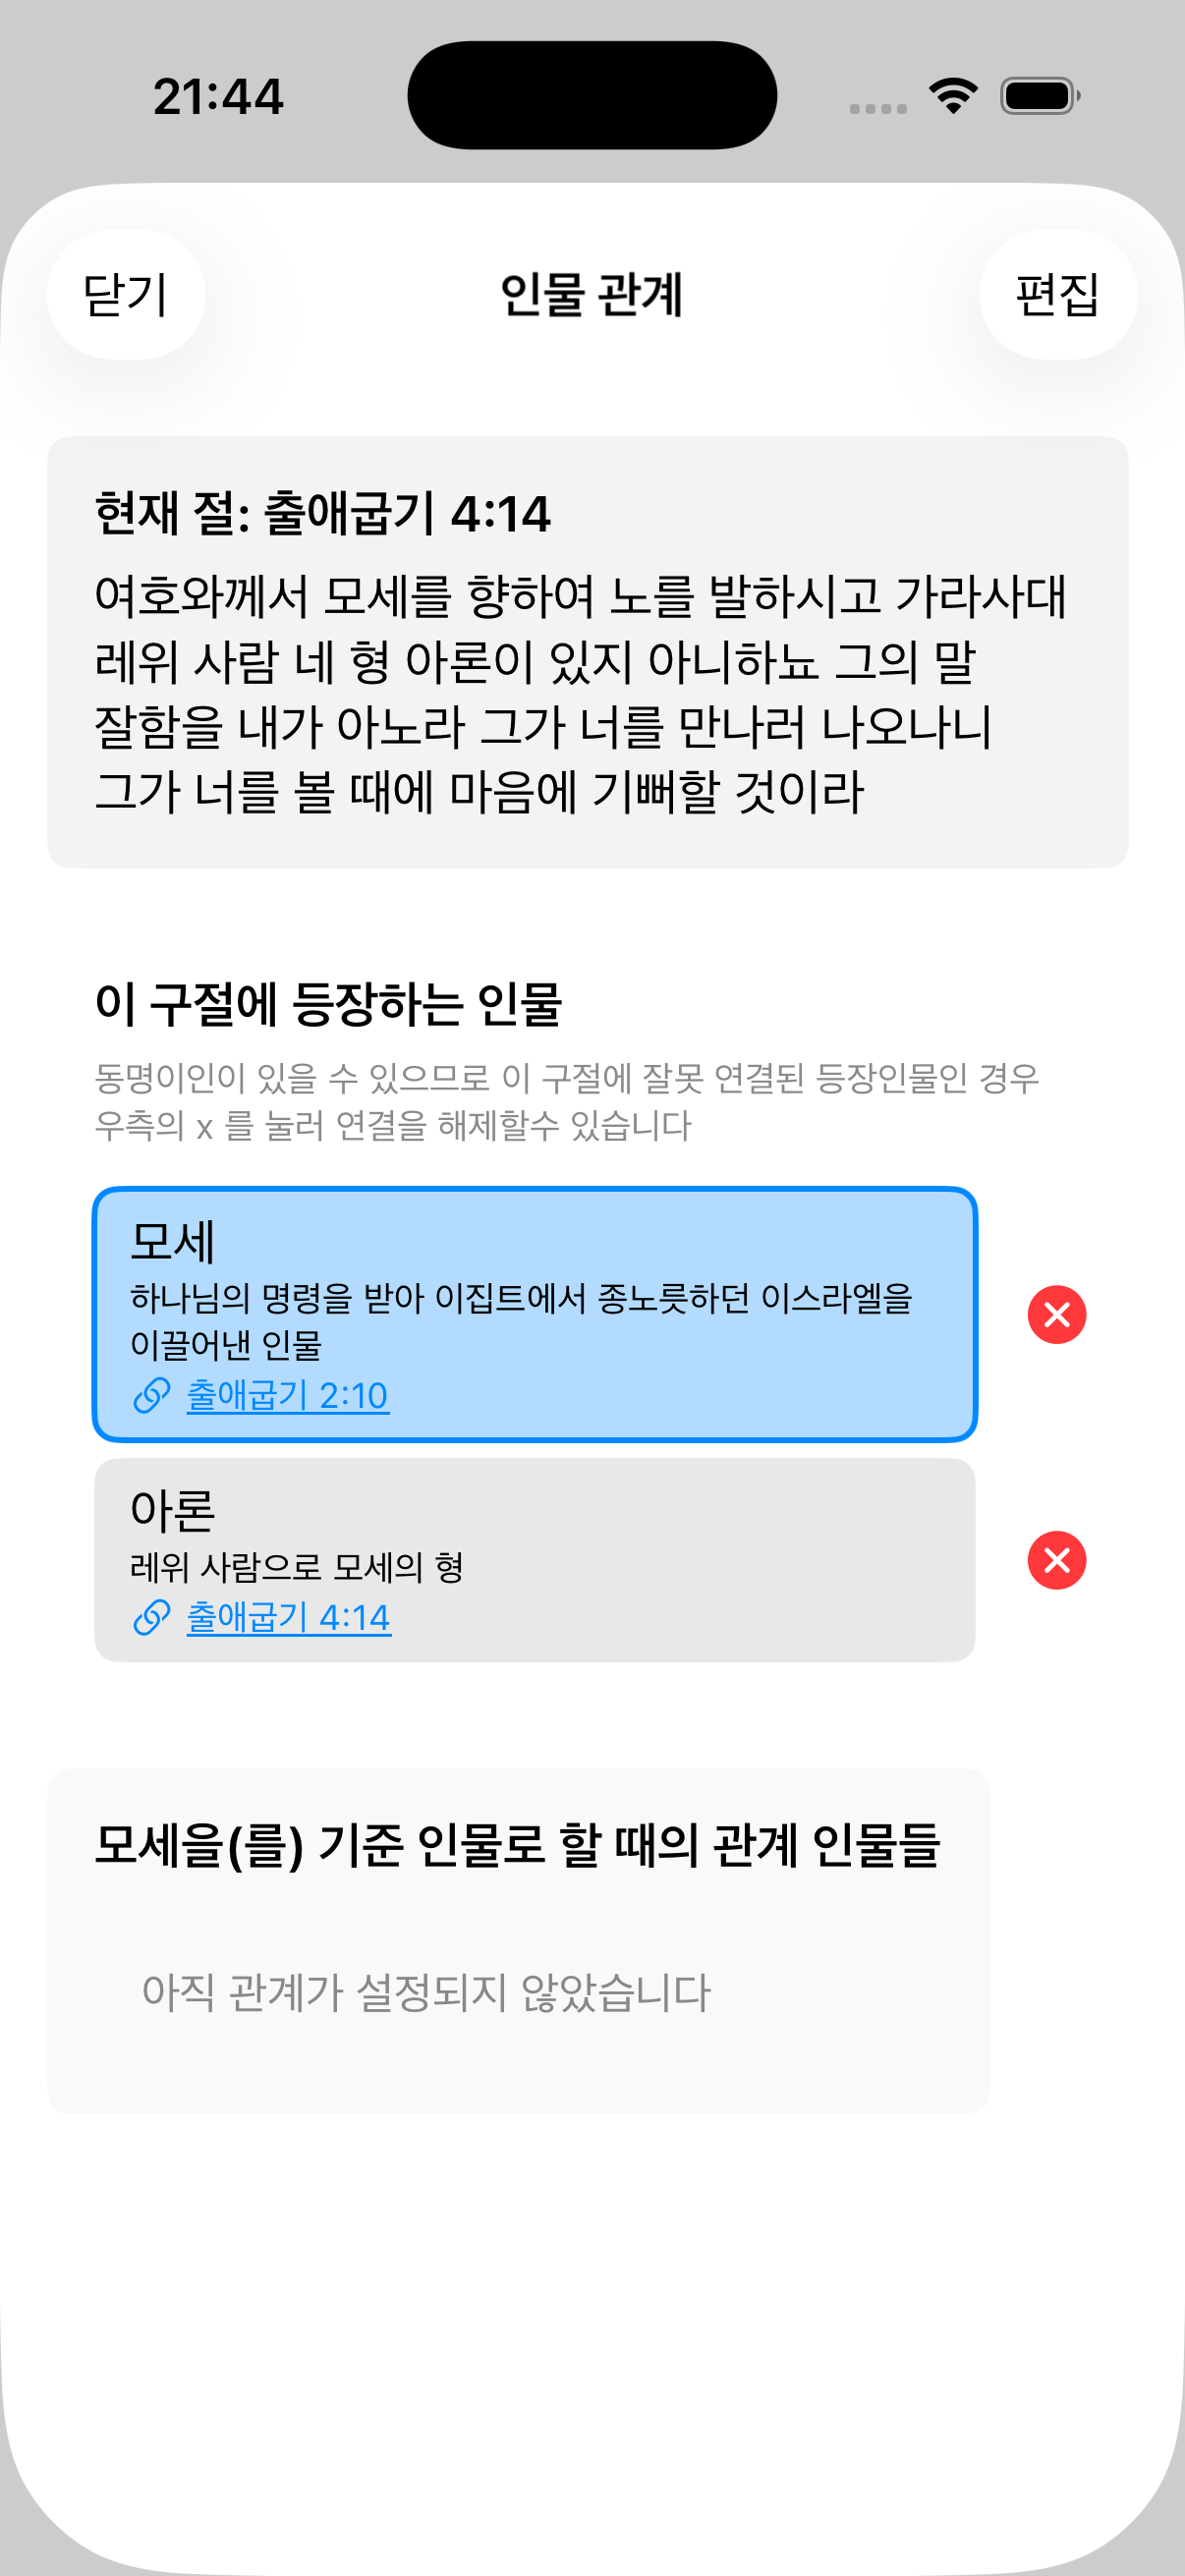 21:44
닫기
인물 관계
편집
현재 절: 출애굽기 4:14
여호와께서 모세를 향하여 노를 발하시고 가라사대
레위 사람 네 형 아론이 있지 아니하뇨 그의 말
잘함을 내가 아노라 그가 너를 만나러 나오나니
그가 너를 볼 때에 마음에 기뻐할 것이라
이 구절에 등장하는 인물
동명이인이 있을 수 있으므로 이 구절에 잘못 연결된 등장인물인 경우
우측의 x 를 눌러 연결을 해제할수 있습니다
모세
하나님의 명령을 받아 이집트에서 종노릇하던 이스라엘을
이끌어낸 인물
출애굽기 2:10
아론
레위 사람으로 모세의 형
출애굽기 4:14
모세을(를) 기준 인물로 할 때의 관계 인물들
아직 관계가 설정되지 않았습니다